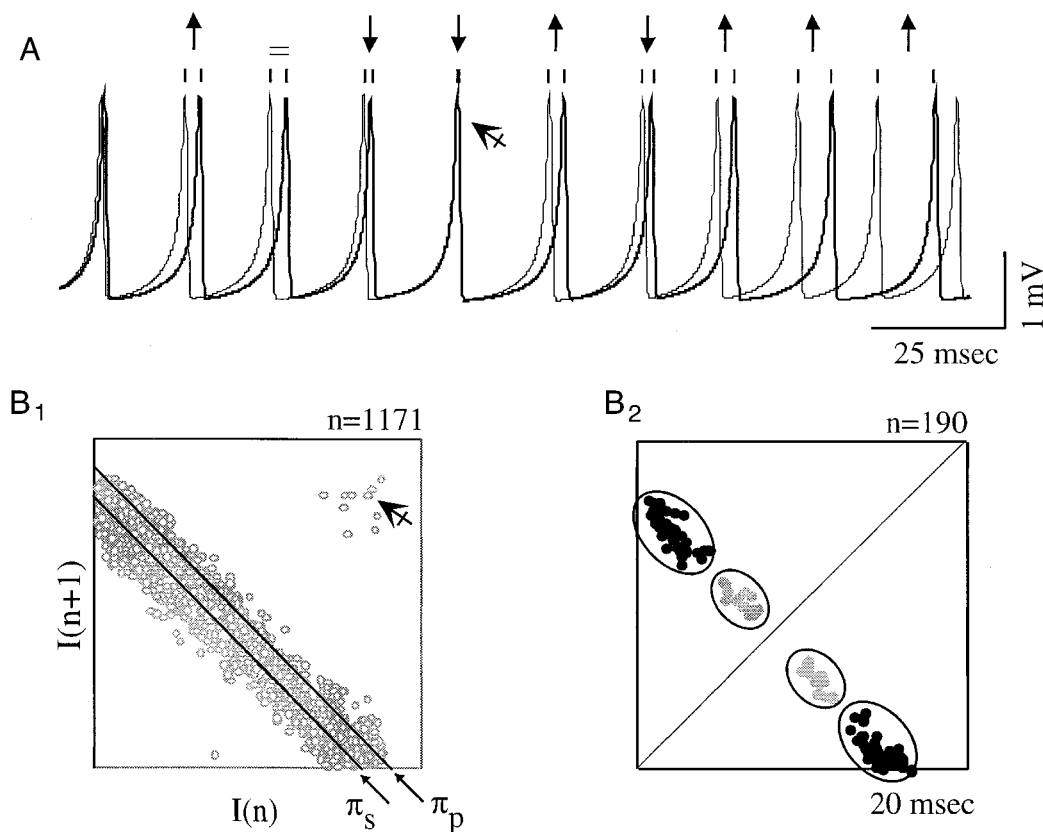 A
=
1 mV
25 msec
B1
n=1171
I(n+1)
I(n)
πs
πp
B2
n=190
20 msec